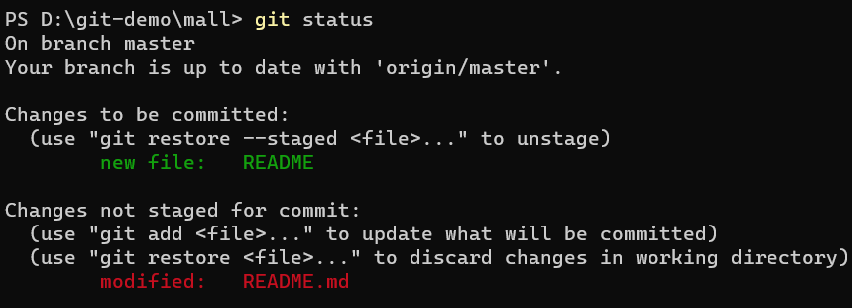 PS D:\git-demo\mall> git status
On branch master
Your branch is up to date with 'origin/master'.

Changes to be committed:
  (use "git restore --staged <file>..." to unstage)
        new file:   README

Changes not staged for commit:
  (use "git add <file>..." to update what will be committed)
  (use "git restore <file>..." to discard changes in working directory)
        modified:   README.md